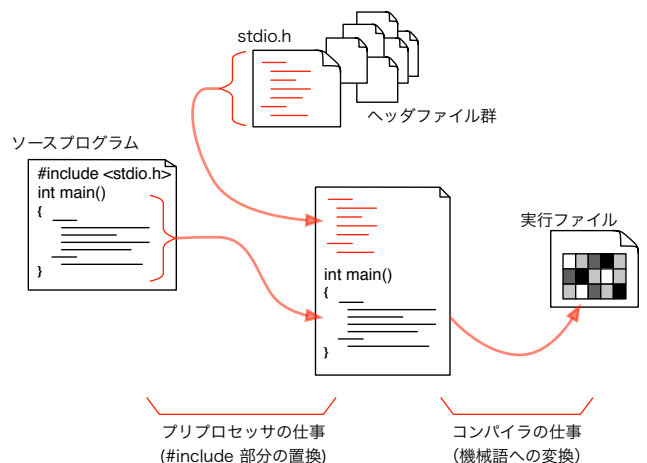 stdio.h
ヘッダファイル群
ソースプログラム
#include <stdio.h>
int main()
{
}
int main()
{
}
実行ファイル
プリプロセッサの仕事
(#include 部分の置換)
コンパイラの仕事
（機械語への変換）